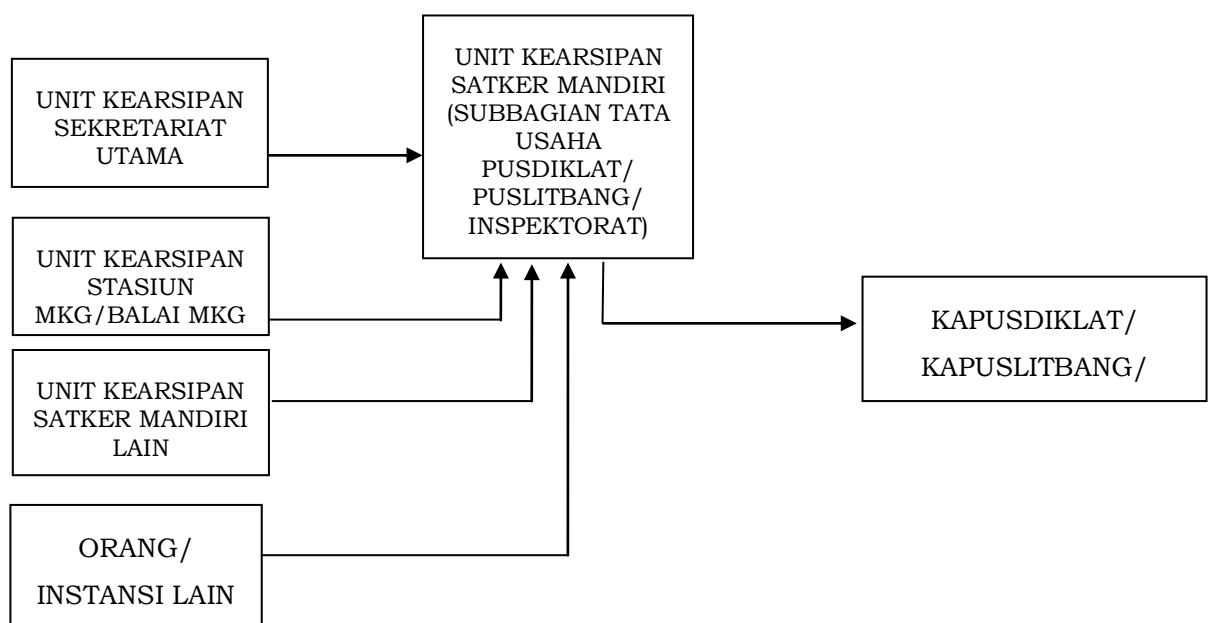 UNIT KEARSIPAN
SEKRETARIAT
UTAMA
UNIT KEARSIPAN
STASIUN
MKG/BALAI MKG
UNIT KEARSIPAN
SATKER MANDIRI
LAIN
ORANG/
INSTANSI LAIN
UNIT KEARSIPAN
SATKER MANDIRI
(SUBBAGIAN TATA
USAHA
PUSDIKLAT/
PUSLITBANG/
INSPEKTORAT)
KAPUSDIKLAT/
KAPUSLITBANG/